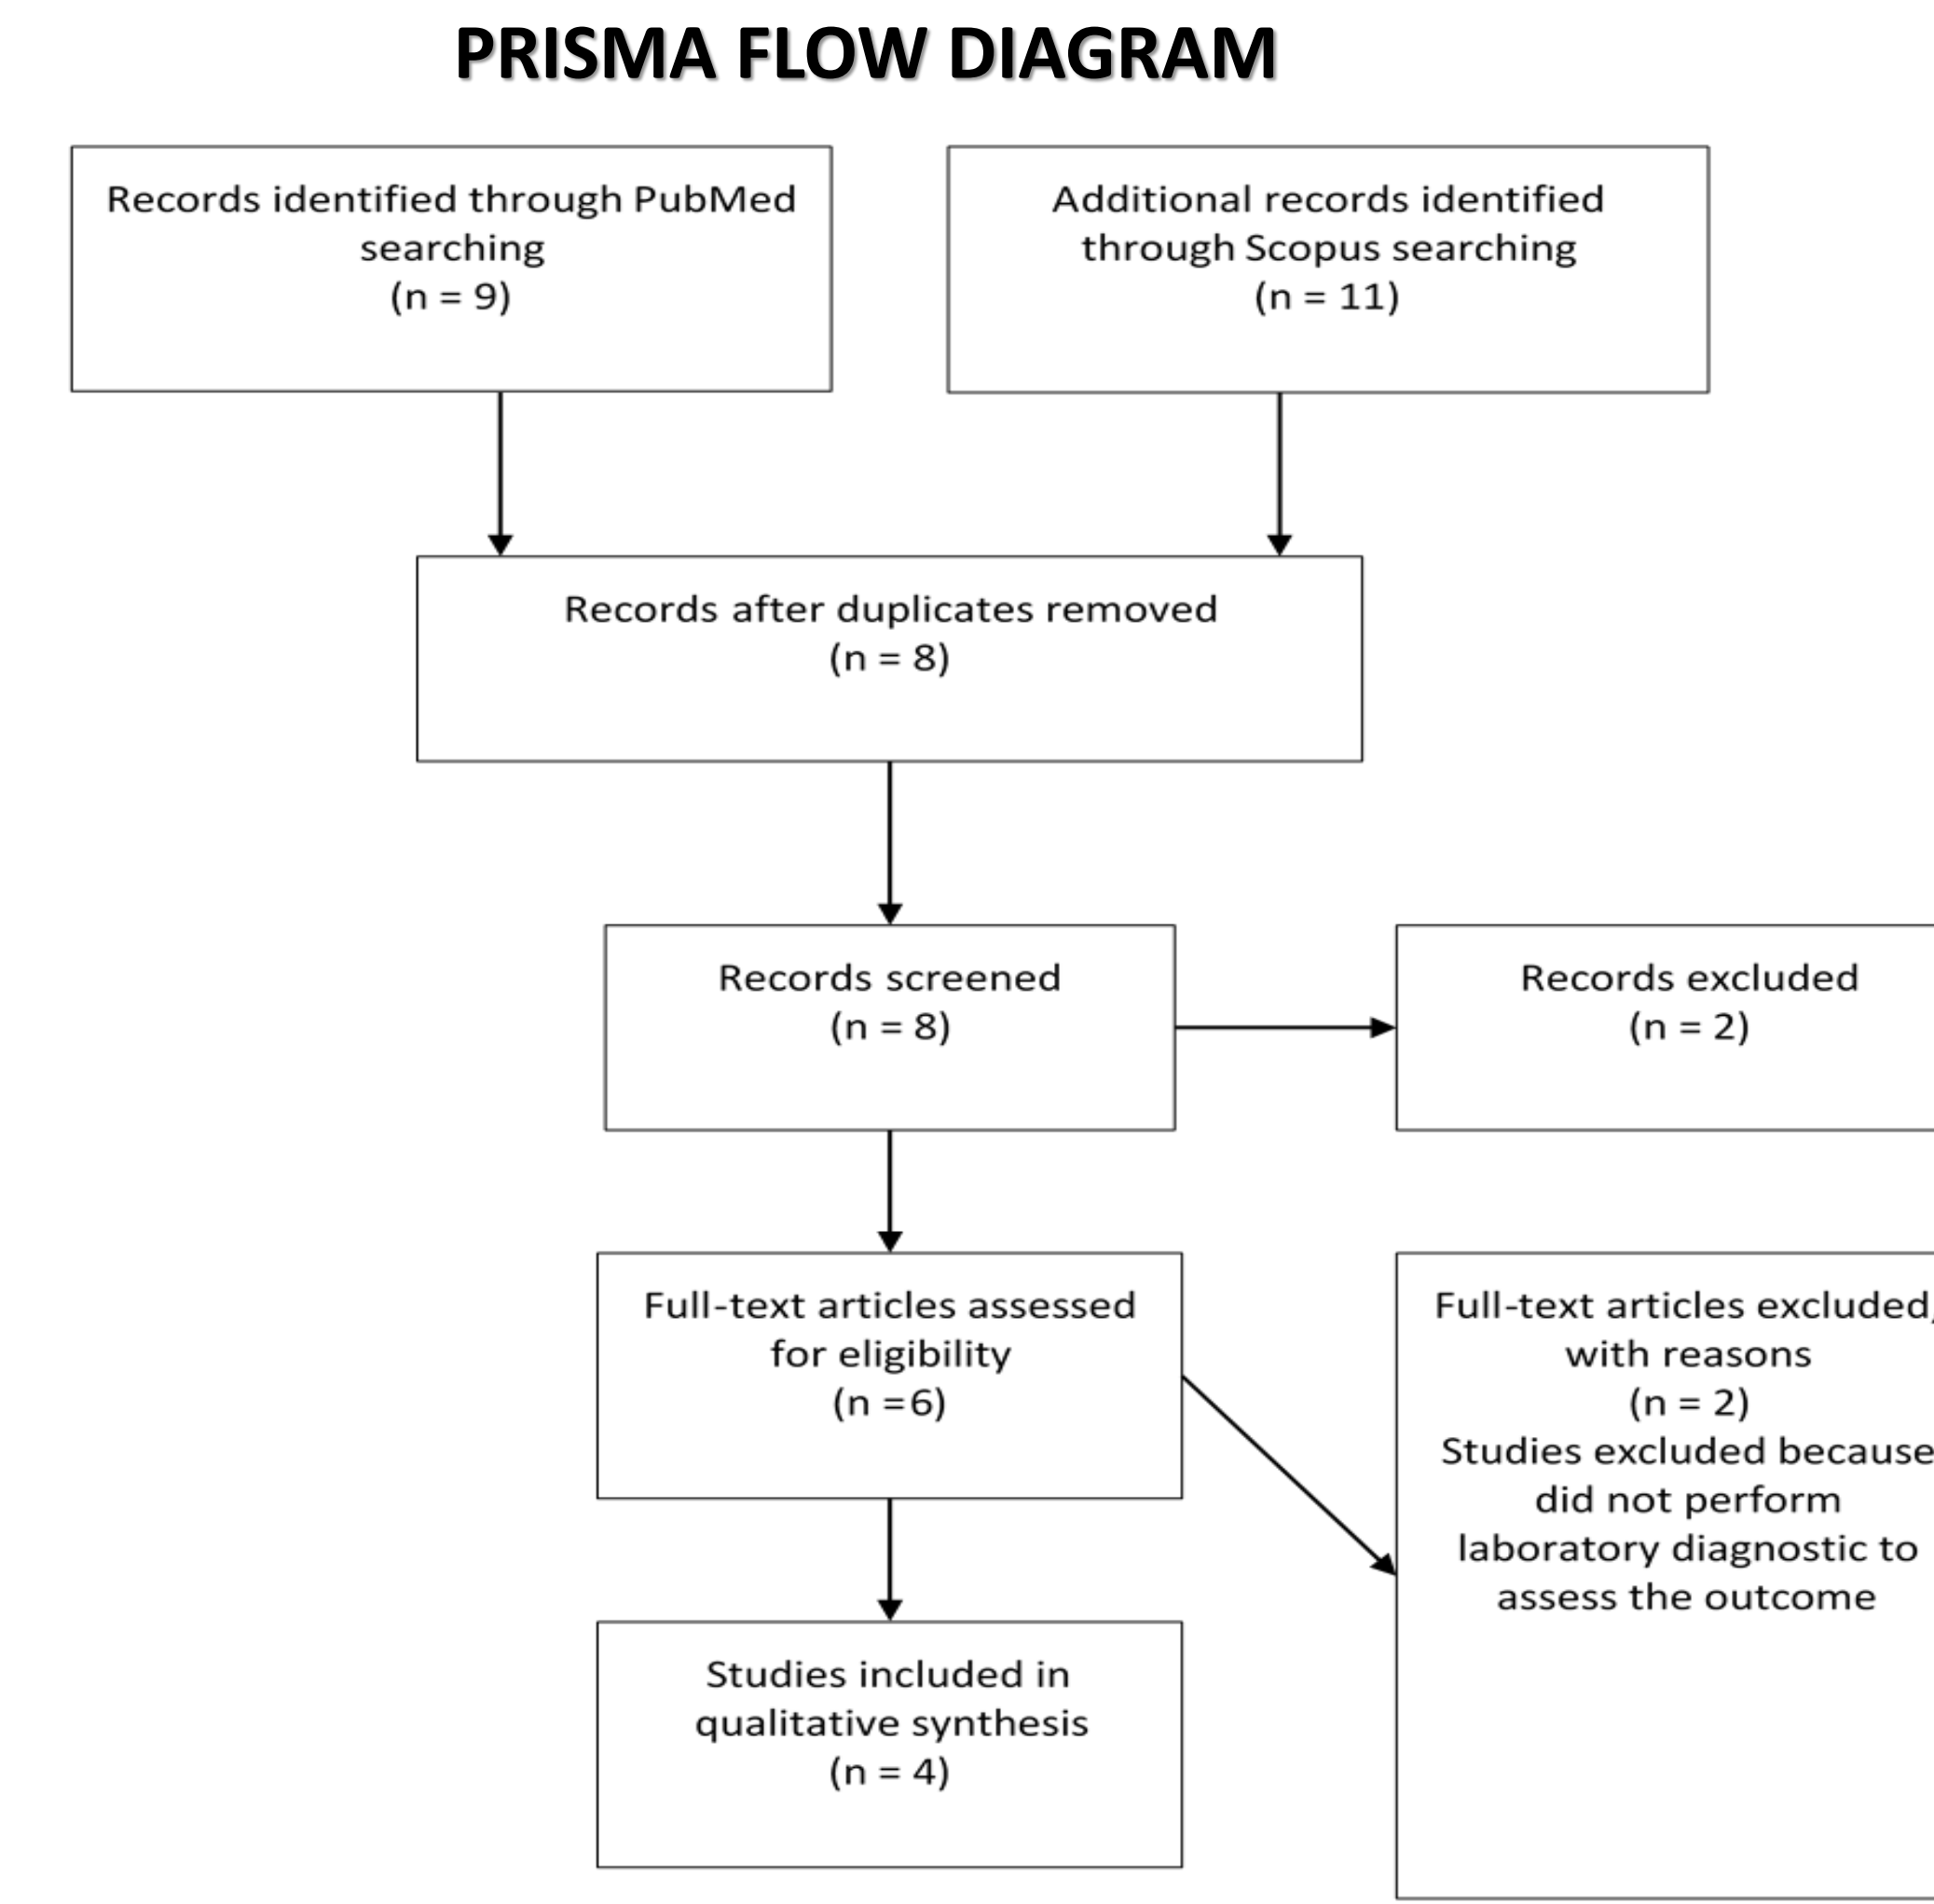 PRISMA FLOW DIAGRAM
Records identified through PubMed
searching
(n = 9)
Additional records identified
through Scopus searching
(n = 11)
Records after duplicates removed
(n = 8)
Records screened
(n = 8)
Records excluded
(n = 2)
Full-text articles assessed
for eligibility
(n =6)
Full-text articles excluded,
with reasons
(n = 2)
Studies excluded because
did not perform
laboratory diagnostic to
assess the outcome
Studies included in
qualitative synthesis
(n = 4)